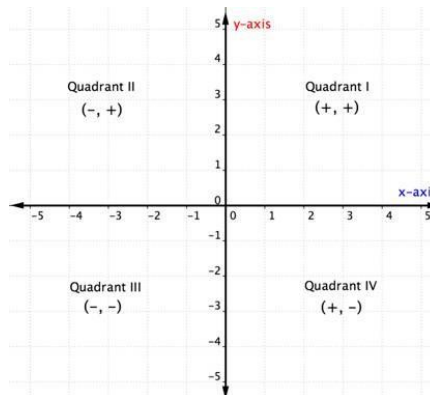 5
y-axis
4
Quadrant II
Quadrant I
3
(-, +)
(+, +)
2
1
0
x-axi
-5 -4 -3 -2 -1 0 1 2 3 4 5
-1
-2
Quadrant III
Quadrant IV
(-, -)
(+, -)
-3
-4
-5